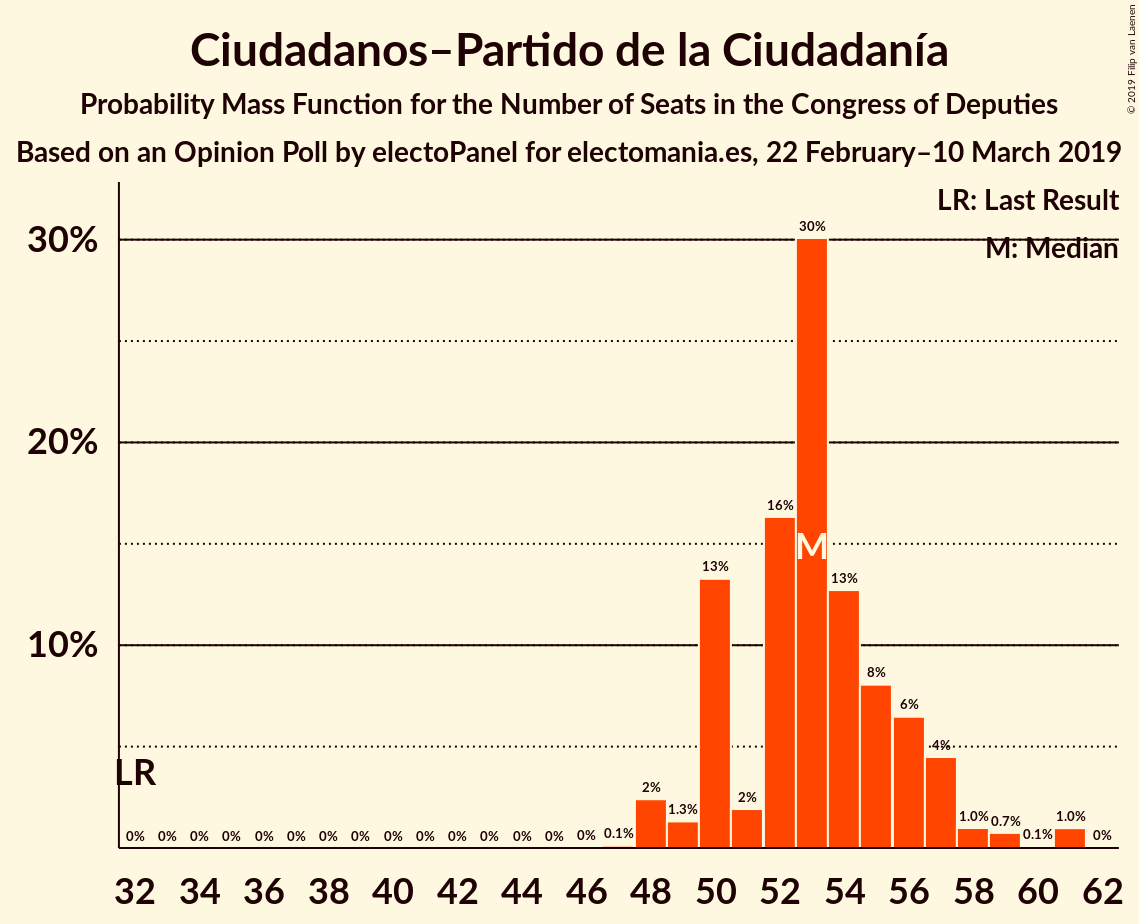 Ciudadanos–Partido de la Ciudadanía
Probability Mass Function for the Number of Seats in the Congress of Deputies
Based on an Opinion Poll by electoPanel for electomania.es, 22 February–10 March 2019
© 2019 Filip van Laenen
LR: Last Result
M: Median
30%
20%
10%
30%
16%
M
13%
13%
8%
6%
4%
LR
2%
1.3%
2%
1.0% 0.7% 0.1% 1.0% 0%
0% 0% 0% 0% 0% 0% 0% 0% 0% 0% 0% 0% 0% 0% 0% 0.1%
32 34 36 38 40 42 44 46 48 50 52 54 56 58 60 62